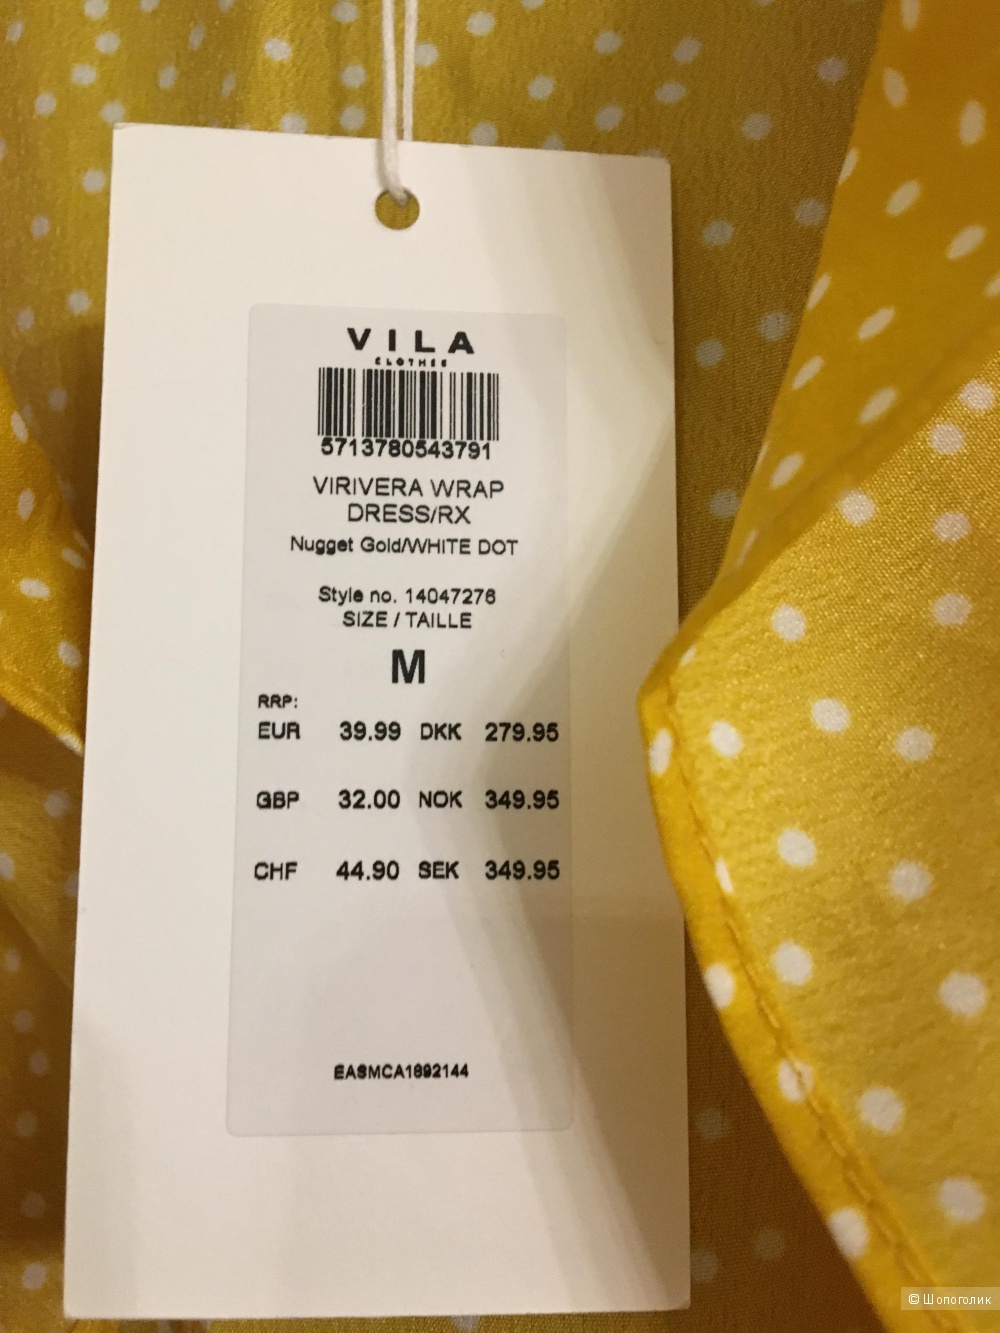 VILA
CLOTHES
5713780543791
VIRIVERA WRAP
DRESS/RX
Nugget Gold/WHITE DOT
Style no. 14047276
SIZE / TAILLE
M
RRP:
EUR 39.99 DKK 279.95
GBP 32.00 NOK 349.95
CHF 44.90 SEK 349.95
EASMCA1892144
© Шопоголик